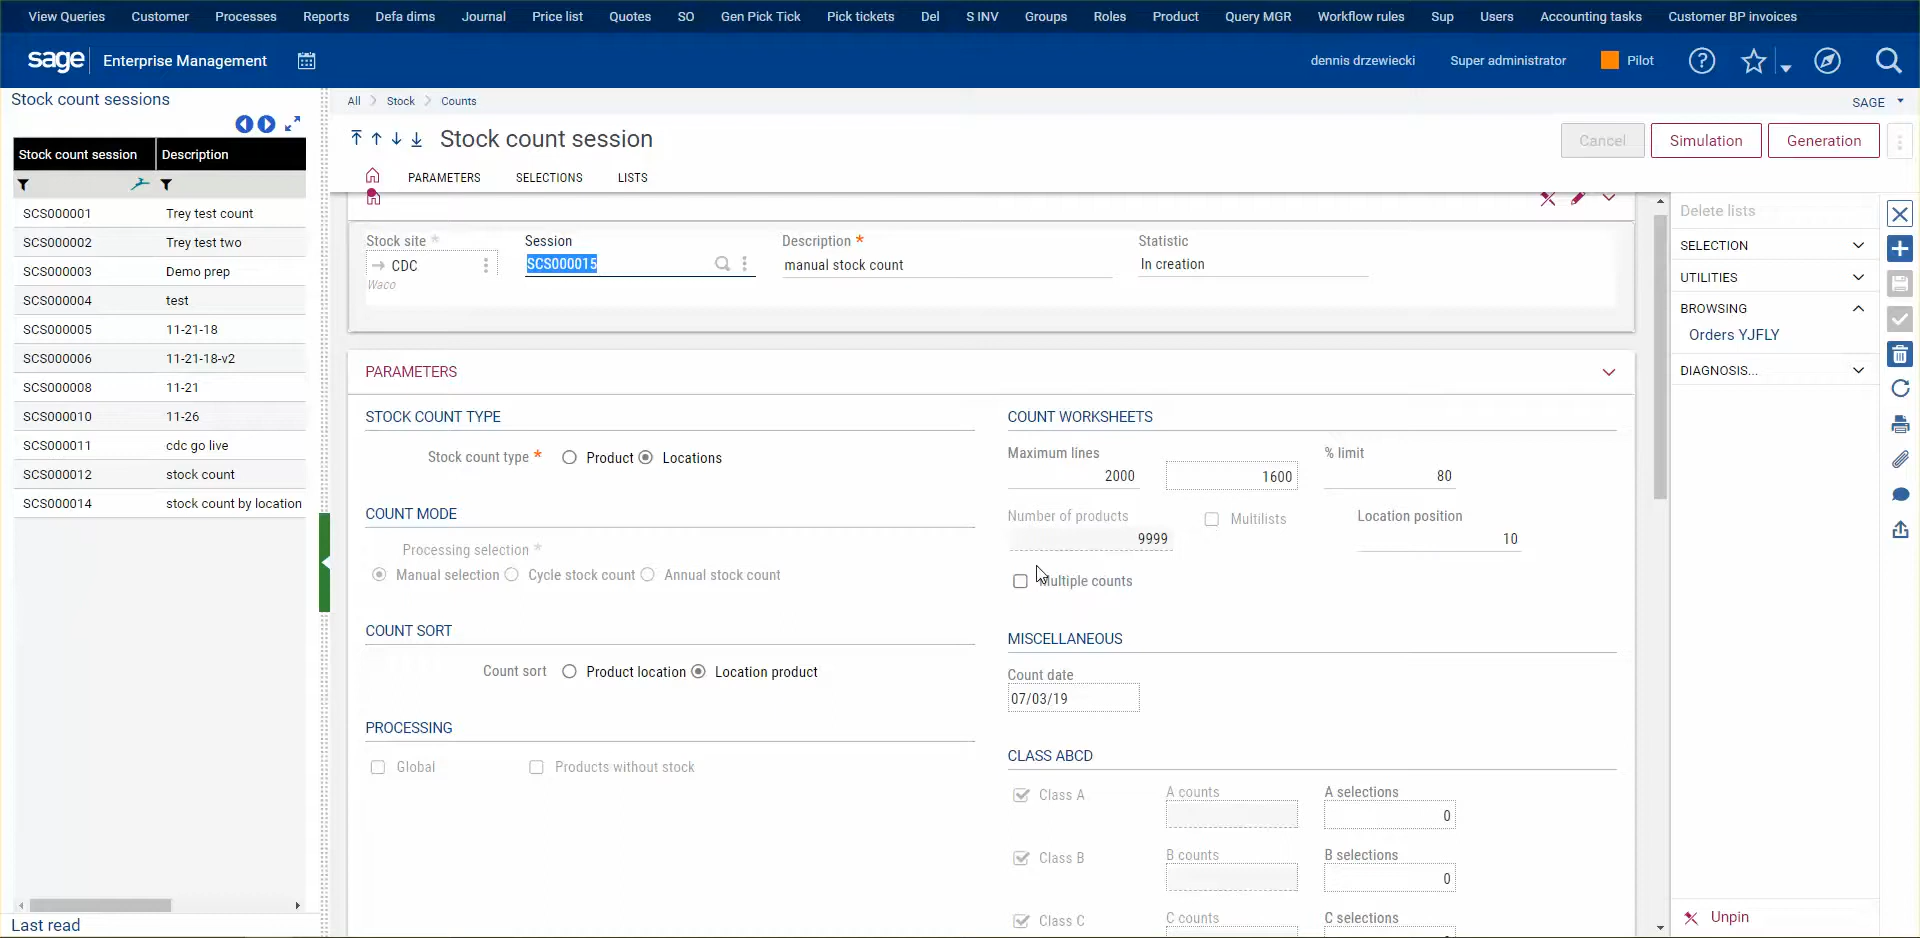 View Queries Customer Processes Reports Defa dims Journal Price list Quotes SO Gen Pick Tick Pick tickets Del S INV Groups Roles Product Query MGR Workflow rules Sup Users Accounting tasks Customer BP invoices
sage Enterprise Management dennis drzewiecki Super administrator Pilot
Stock count sessions
All Stock Counts SAGE
Stock count session
Cancel Simulation Generation
PARAMETERS SELECTIONS LISTS
Stock count session Description
SCS000001 Trey test count
SCS000002 Trey test two
SCS000003 Demo prep
SCS000004 test
SCS000005 11-21-18
SCS000006 11-21-18-v2
SCS000008 11-21
SCS000010 11-26
SCS000011 cdc go live
SCS000012 stock count
SCS000014 stock count by location
Last read
Stock site * Session Description * Statistic
CDC SCS000015 manual stock count In creation
Waco
PARAMETERS
STOCK COUNT TYPE
Stock count type * Product Locations
COUNT MODE
Processing selection *
Manual selection Cycle stock count Annual stock count
COUNT SORT
Count sort Product location Location product
PROCESSING
Global Products without stock
COUNT WORKSHEETS
Maximum lines % limit
2000 1600 80
Number of products Multilists Location position
9999 10
Multiple counts
MISCELLANEOUS
Count date
07/03/19
CLASS ABCD
Class A A counts A selections
0
Class B B counts B selections
0
Class C C counts C selections
Delete lists
SELECTION
UTILITIES
BROWSING
Orders YJFLY
DIAGNOSIS...
Unpin